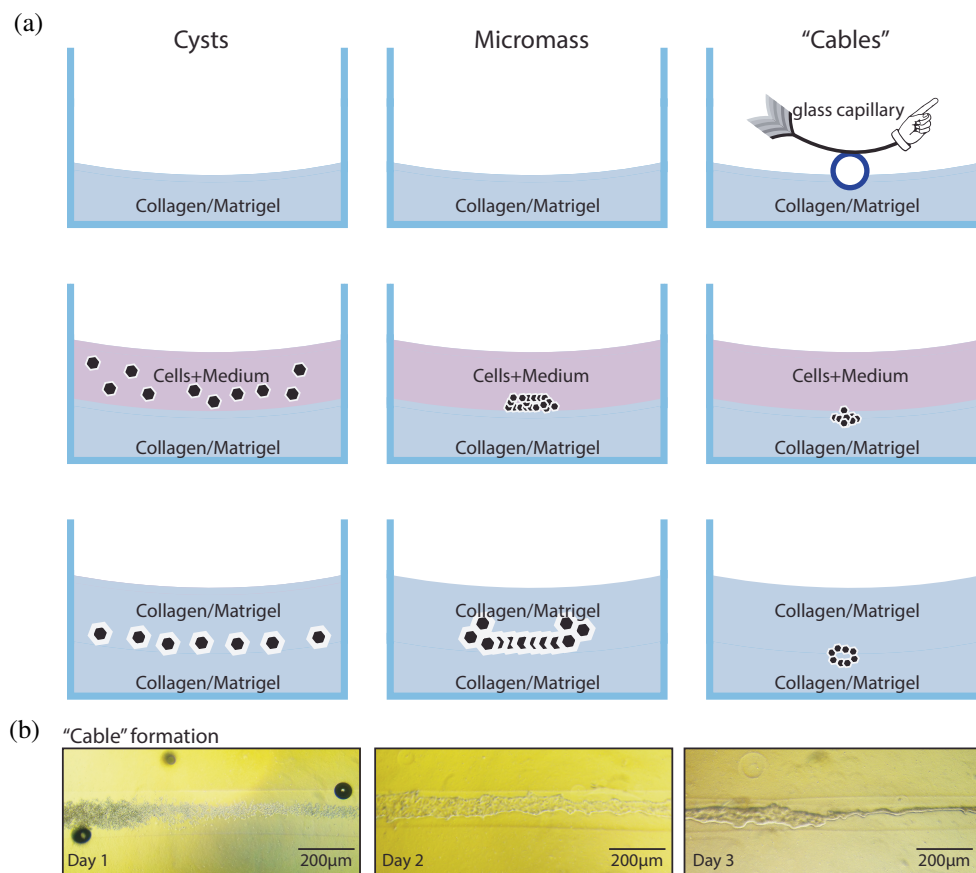 (a)
Cysts
Micromass
"Cables"
glass capillary
Collagen/Matrigel
Collagen/Matrigel
Collagen/Matrigel
Cells+Medium
Cells+Medium
Cells+Medium
Collagen/Matrigel
Collagen/Matrigel
Collagen/Matrigel
Collagen/Matrigel
Collagen/Matrigel
Collagen/Matrigel
Collagen/Matrigel
Collagen/Matrigel
Collagen/Matrigel
(b)
"Cable" formation
Day 1
200µm
Day 2
200µm
Day 3
200µm